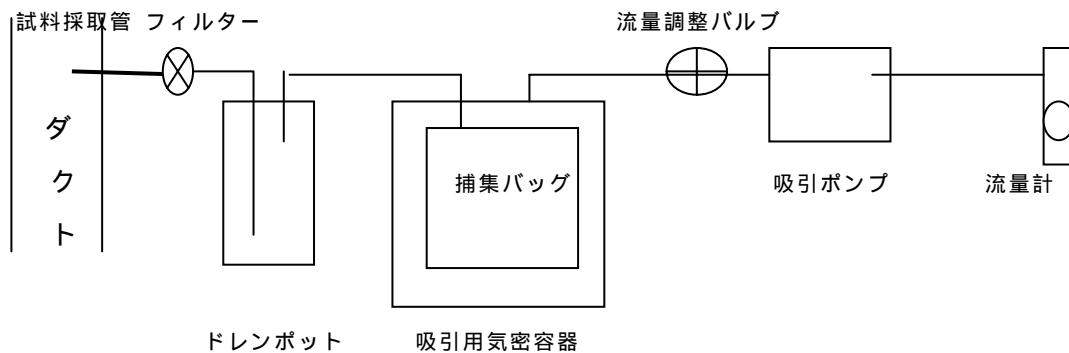 試料採取管 フィルター
流量調整バルブ
ダクト
捕集バッグ
吸引ポンプ
流量計
ドレンポット
吸引用気密容器